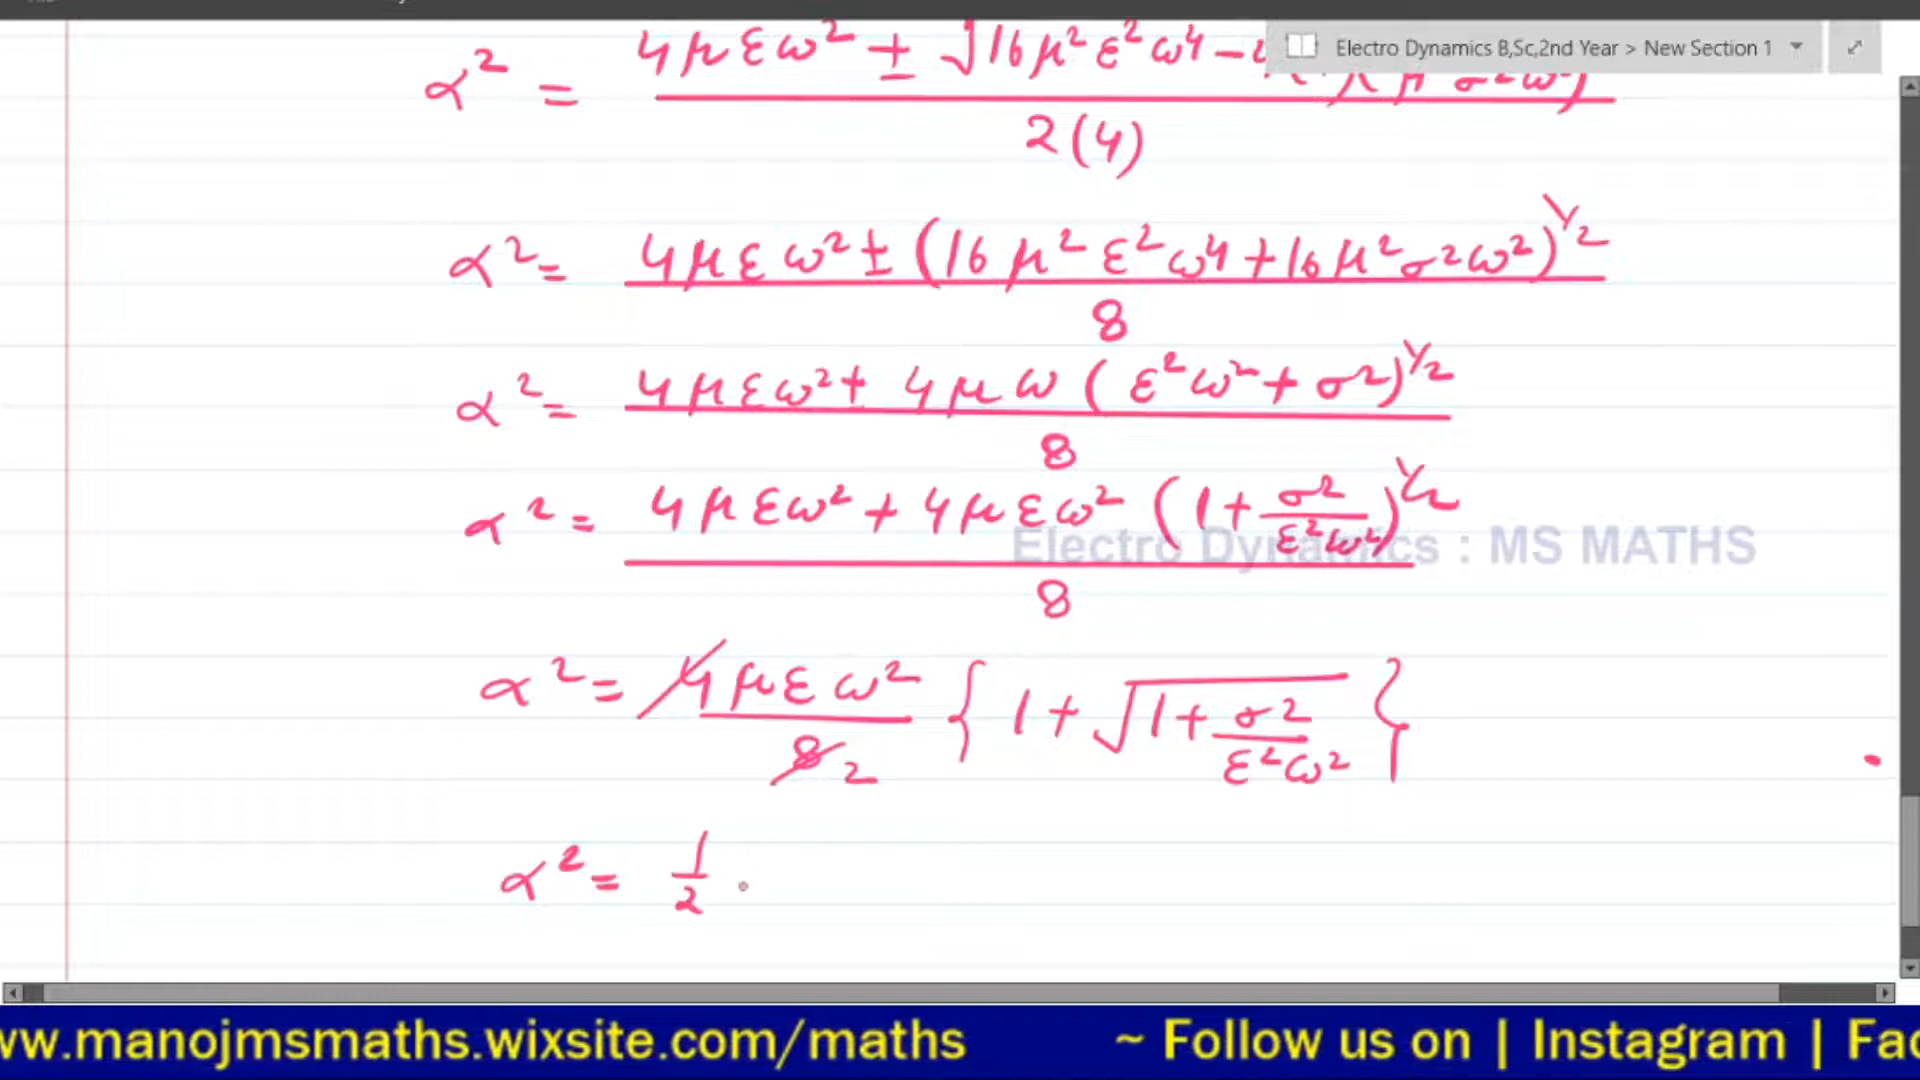 Electro Dynamics B,Sc,2nd Year > New Section 1
α² = 4μεω² ± √16μ²ε²ω⁴ – σ²ω²) / 2(4)
α² = 4μεω² ± (16μ²ε²ω⁴ + 16μ²σ²ω²)^1/2 / 8
α² = 4μεω² ± 4μω (ε²ω² + σ²)^1/2 / 8
α² = 4μεω² + 4μεω² (1 + σ²/ε²ω²)^1/2 / 8
Electro Dynamics : MS MATHS
α² = 4μεω² / 8 2 { 1 + √1 + σ²/ε²ω² }
α² = 1/2
ww.manojmsmaths.wixsite.com/maths ~ Follow us on | Instagram | Fac